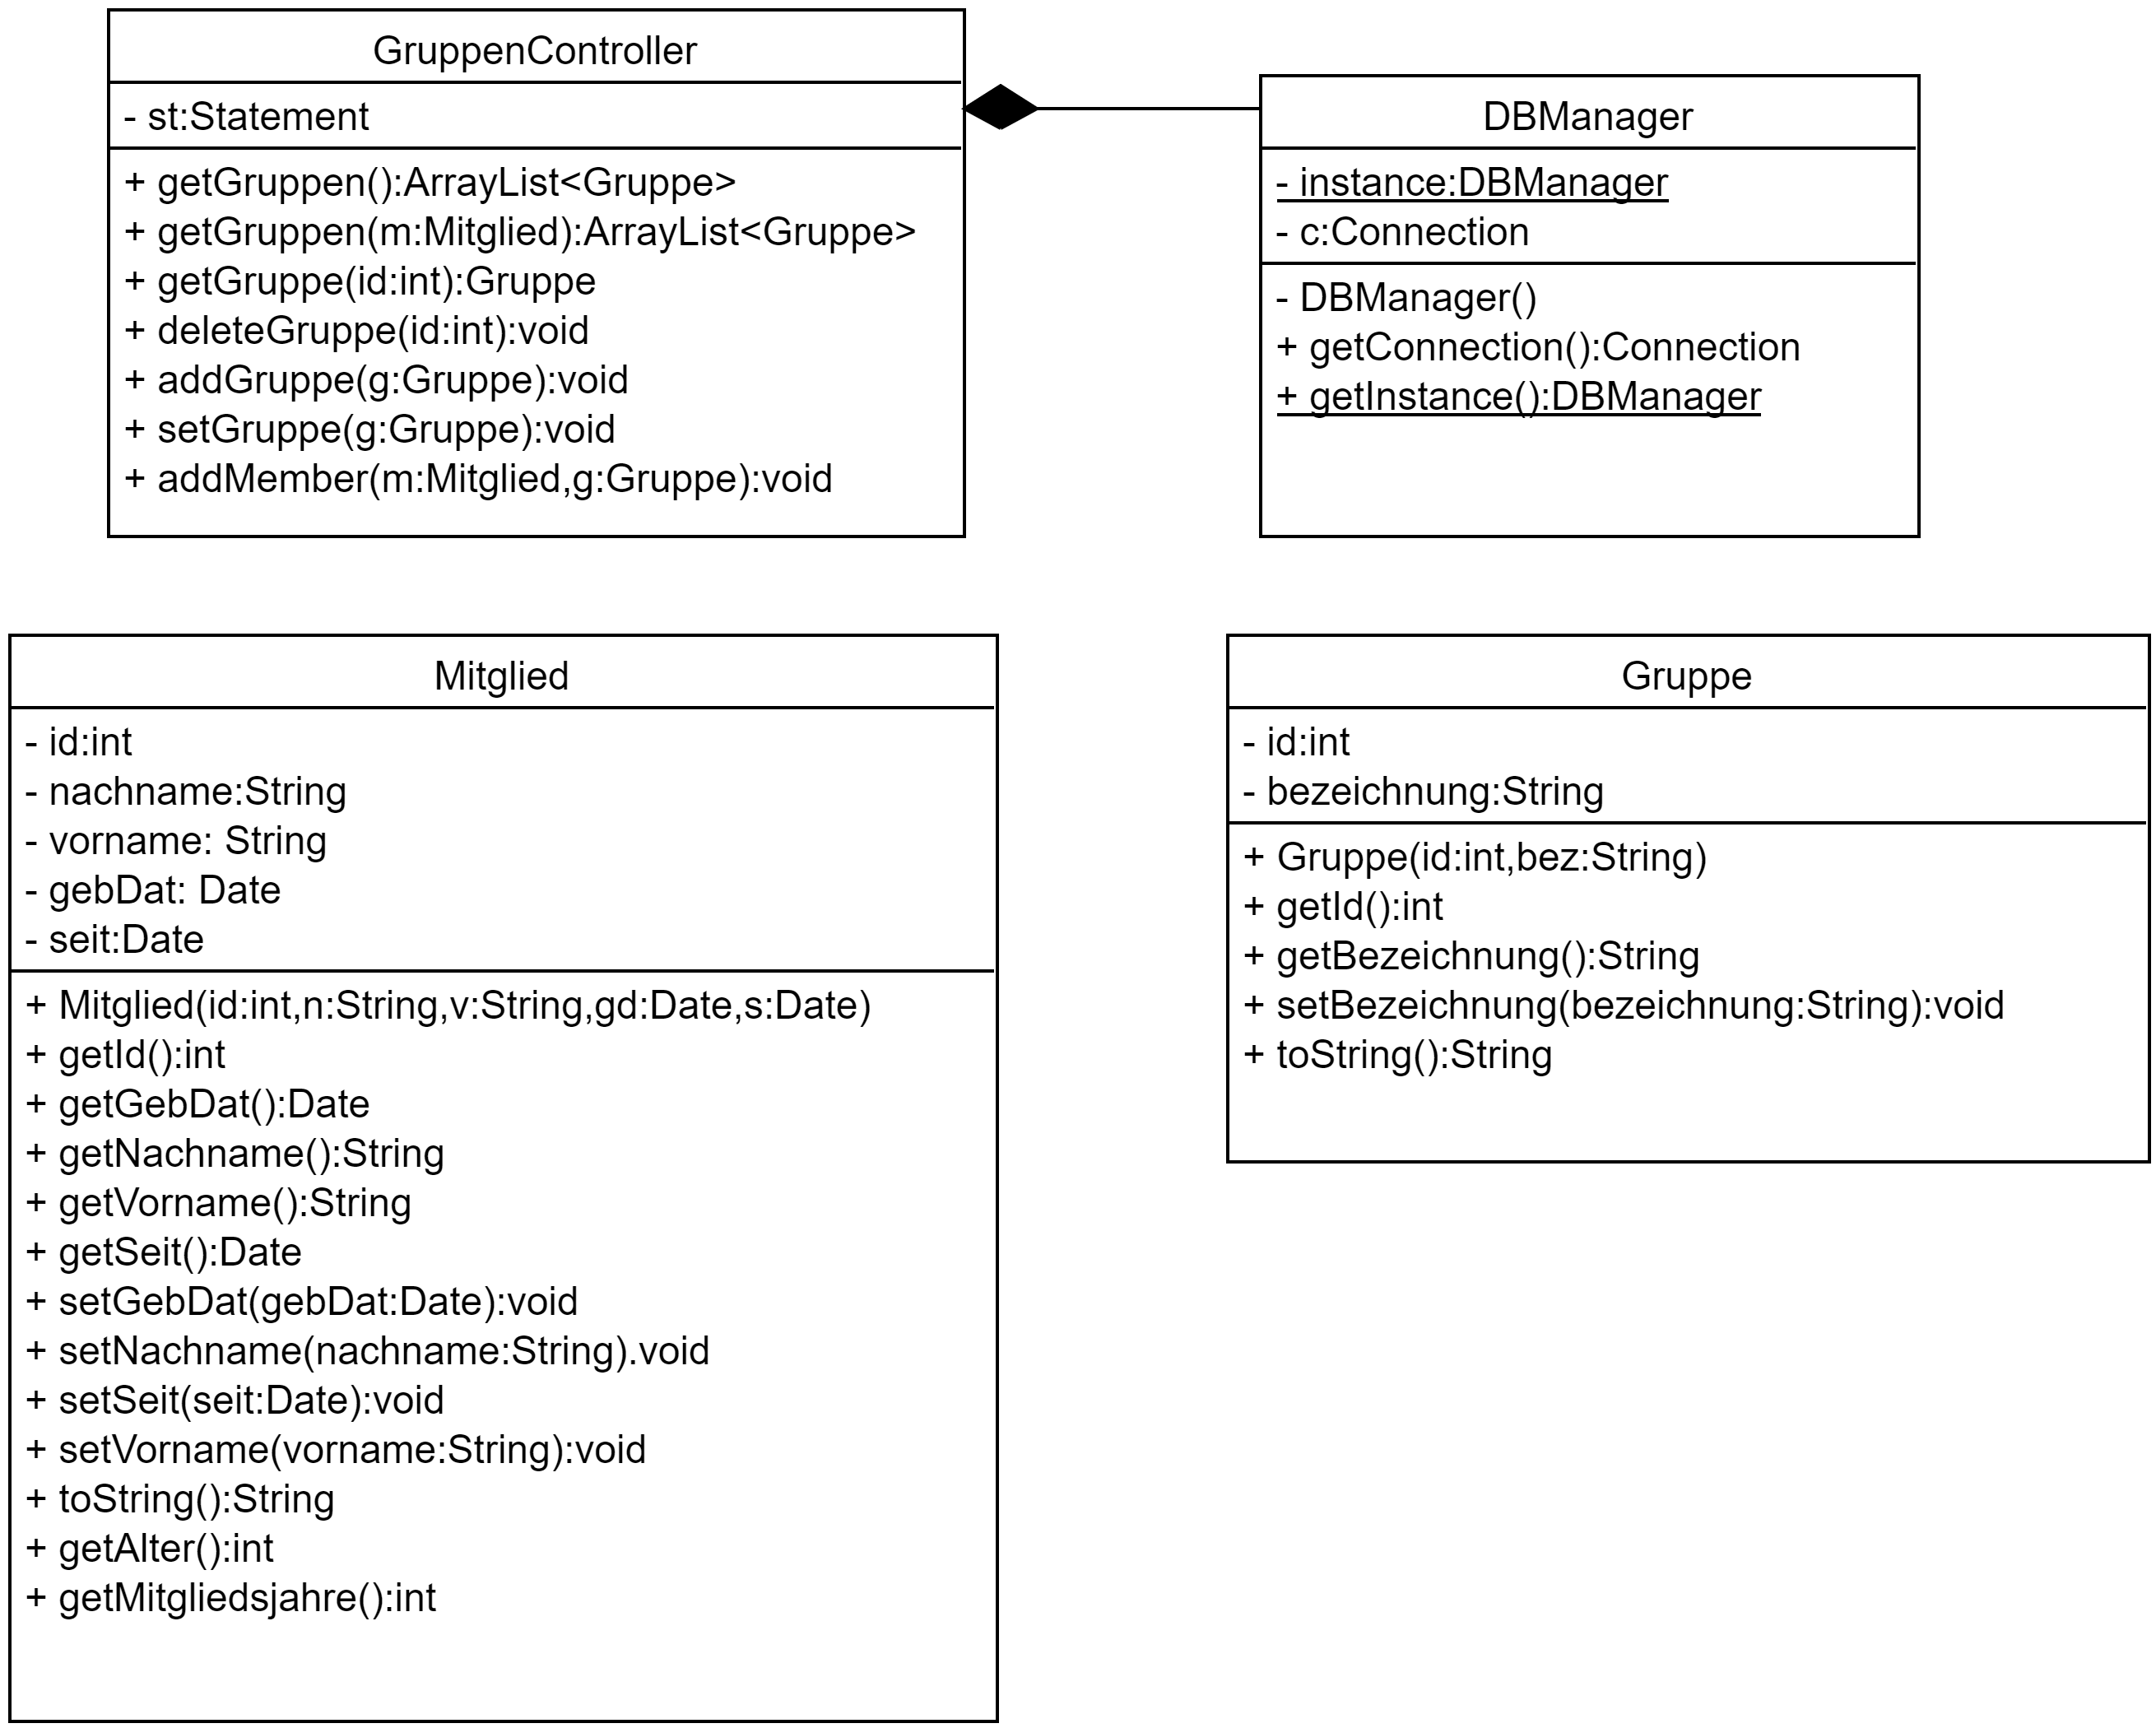 GruppenController
- st:Statement
+ getGruppen():ArrayList<Gruppe>
+ getGruppen(m:Mitglied):ArrayList<Gruppe>
+ getGruppe(id:int):Gruppe
+ deleteGruppe(id:int):void
+ addGruppe(g:Gruppe):void
+ setGruppe(g:Gruppe):void
+ addMember(m:Mitglied,g:Gruppe):void
DBManager
- instance:DBManager
- c:Connection
- DBManager()
+ getConnection():Connection
+ getInstance():DBManager
Mitglied
- id:int
- nachname:String
- vorname: String
- gebDat: Date
- seit:Date
+ Mitglied(id:int,n:String,v:String,gd:Date,s:Date)
+ getId():int
+ getGebDat():Date
+ getNachname():String
+ getVorname():String
+ getSeit():Date
+ setGebDat(gebDat:Date):void
+ setNachname(nachname:String).void
+ setSeit(seit:Date):void
+ setVorname(vorname:String):void
+ toString():String
+ getAlter():int
+ getMitgliedsjahre():int
Gruppe
- id:int
- bezeichnung:String
+ Gruppe(id:int,bez:String)
+ getId():int
+ getBezeichnung():String
+ setBezeichnung(bezeichnung:String):void
+ toString():String